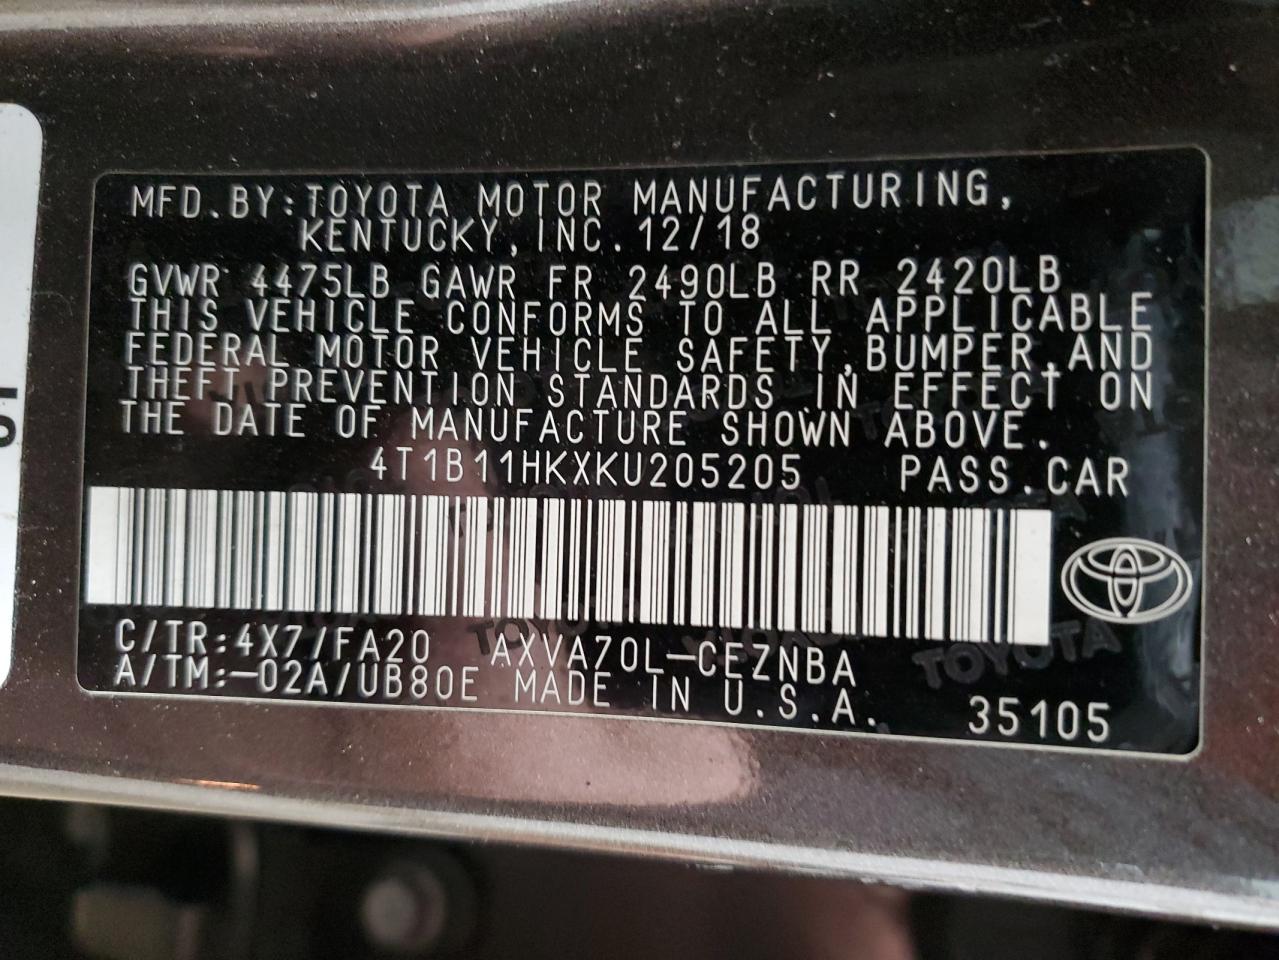 MFD.BY:TOYOTA MOTOR MANUFACTURING,
KENTUCKY,INC.12/18
GVWR 4475LB GAWR FR 2490LB RR 2420LB
THIS VEHICLE CONFORMS TO ALL APPLICABLE
FEDERAL MOTOR VEHICLE SAFETY,BUMPER,AND
THEFT PREVENTION STANDARDS IN EFFECT ON
THE DATE OF MANUFACTURE SHOWN ABOVE.
4T1B11HKXKU205205 PASS.CAR
C/TR:4X7/FA20 AXVA70L-CEZNBA
A/TM:-02A/UB80E MADE IN U.S.A. 35105
TOYOTA